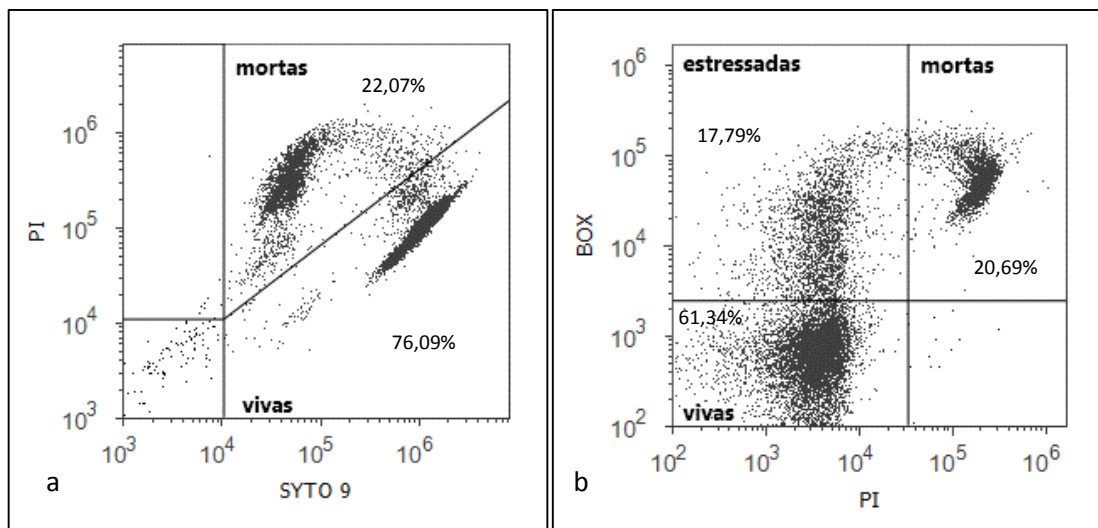 mortas
22,07%
10^6
PI
10^5
10^4
76,09%
10^3
vivas
10^3 10^4 10^5 10^6
a
SYTO 9
estressadas mortas
10^6
17,79%
10^5
BOX
10^4
20,69%
61,34%
10^3
vivas
10^2
10^2 10^3 10^4 10^5 10^6
b
PI